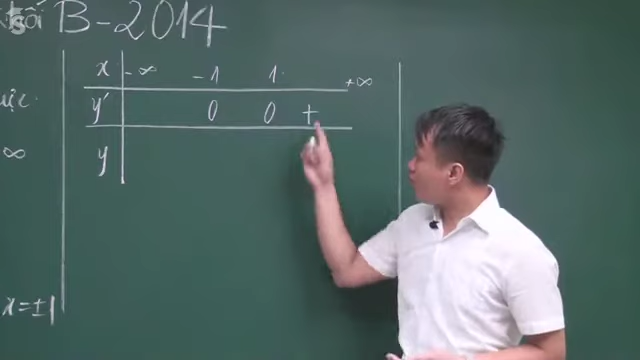 khối B-2014
x -∞ -1 1 +∞
y' 0 0 +
y
∞
x = ±1